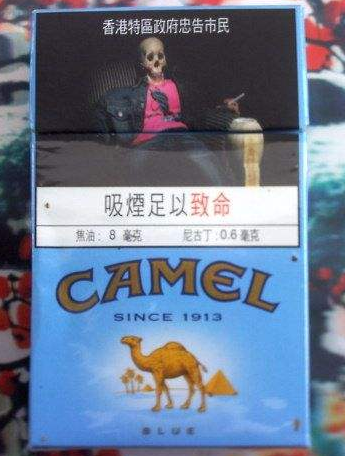 香港特區政府忠告市民
吸煙足以致命
焦油: 8 毫克 尼古丁:0.6毫克
CAMEL
SINCE 1913
BLUE